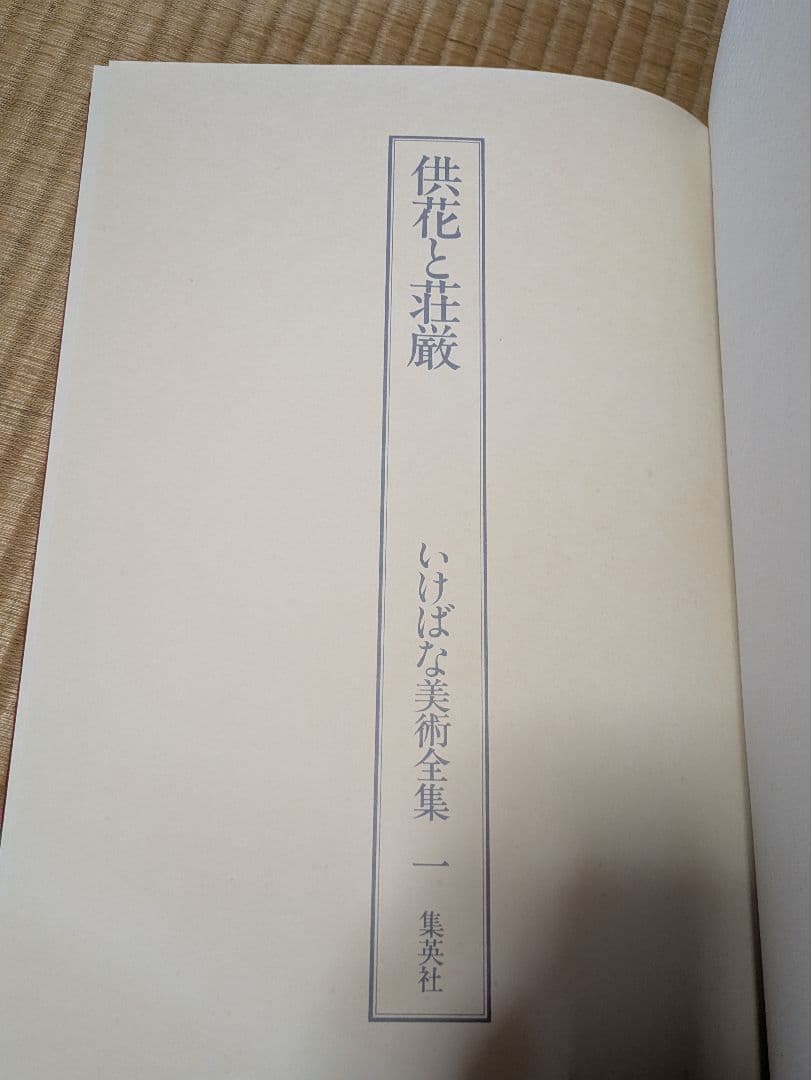 供花と荘厳
いけばな美術全集 一
集英社